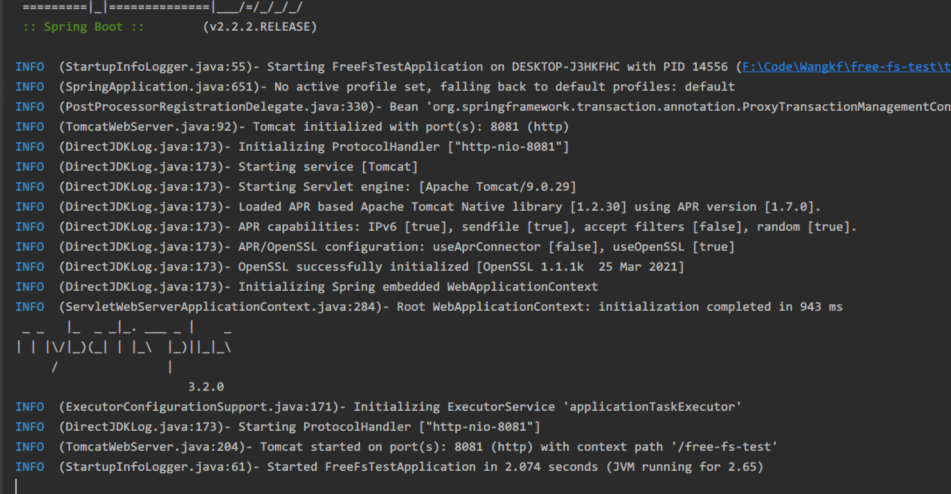 =========|_|==============|___/=/_/_/_/
:: Spring Boot ::        (v2.2.2.RELEASE)
INFO  (StartupInfoLogger.java:55)- Starting FreeFsTestApplication on DESKTOP-J3HKFHC with PID 14556 (F:\Code\Wangkf\free-fs-test\t
INFO  (SpringApplication.java:651)- No active profile set, falling back to default profiles: default
INFO  (PostProcessorRegistrationDelegate.java:330)- Bean 'org.springframework.transaction.annotation.ProxyTransactionManagementCon
INFO  (TomcatWebServer.java:92)- Tomcat initialized with port(s): 8081 (http)
INFO  (DirectJDKLog.java:173)- Initializing ProtocolHandler ["http-nio-8081"]
INFO  (DirectJDKLog.java:173)- Starting service [Tomcat]
INFO  (DirectJDKLog.java:173)- Starting Servlet engine: [Apache Tomcat/9.0.29]
INFO  (DirectJDKLog.java:173)- Loaded APR based Apache Tomcat Native library [1.2.30] using APR version [1.7.0].
INFO  (DirectJDKLog.java:173)- APR capabilities: IPv6 [true], sendfile [true], accept filters [false], random [true].
INFO  (DirectJDKLog.java:173)- APR/OpenSSL configuration: useAprConnector [false], useOpenSSL [true]
INFO  (DirectJDKLog.java:173)- OpenSSL successfully initialized [OpenSSL 1.1.1k  25 Mar 2021]
INFO  (DirectJDKLog.java:173)- Initializing Spring embedded WebApplicationContext
INFO  (ServletWebServerApplicationContext.java:284)- Root WebApplicationContext: initialization completed in 943 ms
 _ _   |_  _ _|_. ___ _ |    _
| | |\/|_)(_| | |_\  |_)||_|_\
     /               |
                        3.2.0
INFO  (ExecutorConfigurationSupport.java:171)- Initializing ExecutorService 'applicationTaskExecutor'
INFO  (DirectJDKLog.java:173)- Starting ProtocolHandler ["http-nio-8081"]
INFO  (TomcatWebServer.java:204)- Tomcat started on port(s): 8081 (http) with context path '/free-fs-test'
INFO  (StartupInfoLogger.java:61)- Started FreeFsTestApplication in 2.074 seconds (JVM running for 2.65)